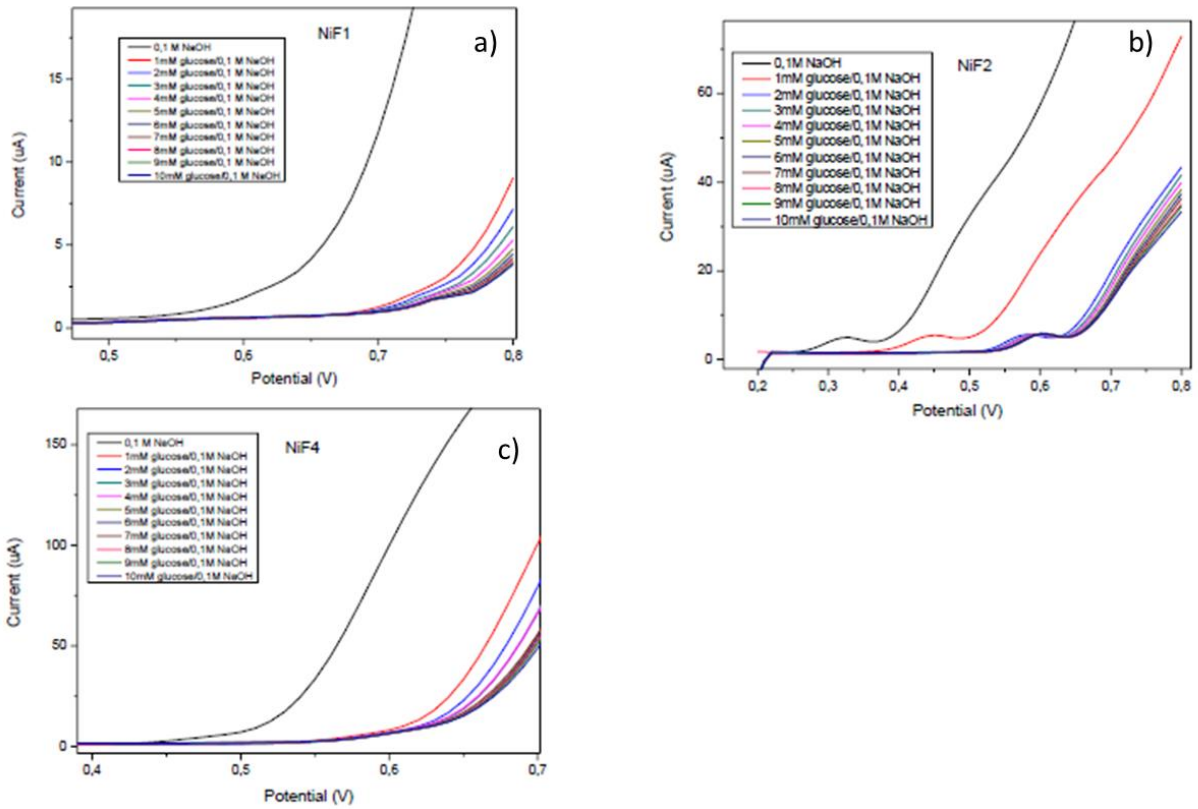 NiF1
a)
0,1 M NaOH
1mM glucose/0,1 M NaOH
2mM glucose/0,1 M NaOH
3mM glucose/0,1 M NaOH
4mM glucose/0,1 M NaOH
5mM glucose/0,1 M NaOH
6mM glucose/0,1 M NaOH
7mM glucose/0,1 M NaOH
8mM glucose/0,1 M NaOH
9mM glucose/0,1 M NaOH
10mM glucose/0,1 M NaOH
Current (uA)
15
10
5
0
0,5 0,6 0,7 0,8
Potential (V)
NiF2
b)
0,1M NaOH
1mM glucose/0,1M NaOH
2mM glucose/0,1M NaOH
3mM glucose/0,1M NaOH
4mM glucose/0,1M NaOH
5mM glucose/0,1M NaOH
6mM glucose/0,1M NaOH
7mM glucose/0,1M NaOH
8mM glucose/0,1M NaOH
9mM glucose/0,1M NaOH
10mM glucose/0,1M NaOH
Current (uA)
60
40
20
0
0,2 0,3 0,4 0,5 0,6 0,7 0,8
Potential (V)
NiF4
c)
0,1 M NaOH
1mM glucose/0,1M NaOH
2mM glucose/0,1M NaOH
3mM glucose/0,1M NaOH
4mM glucose/0,1M NaOH
5mM glucose/0,1M NaOH
6mM glucose/0,1M NaOH
7mM glucose/0,1M NaOH
8mM glucose/0,1M NaOH
9mM glucose/0,1M NaOH
10mM glucose/0,1M NaOH
Current (uA)
150
100
50
0
0,4 0,5 0,6 0,7
Potential (V)